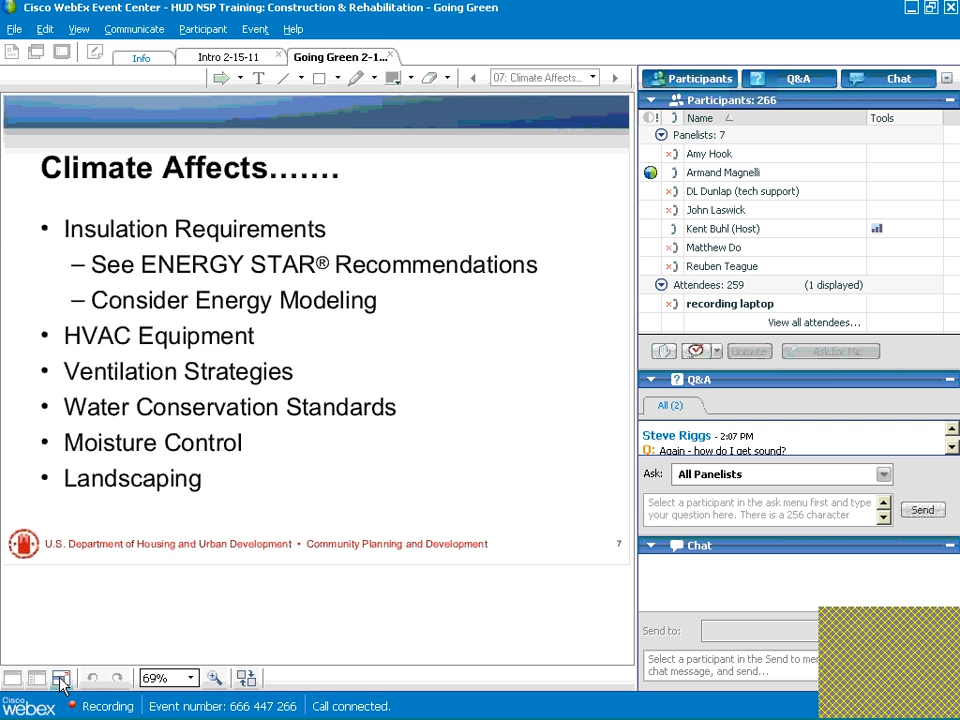 Cisco WebEx Event Center - HUD NSP Training: Construction & Rehabilitation - Going Green
File Edit View Communicate Participant Event Help
Info Intro 2-15-11 Going Green 2-1...
07: Climate Affects...
Climate Affects…….
• Insulation Requirements
– See ENERGY STAR® Recommendations
– Consider Energy Modeling
• HVAC Equipment
• Ventilation Strategies
• Water Conservation Standards
• Moisture Control
• Landscaping
U.S. Department of Housing and Urban Development • Community Planning and Development 7
69%
Participants Q&A Chat
Participants: 266
Name Tools
Panelists: 7
Amy Hook
Armand Magnelli
DL Dunlap (tech support)
John Laswick
Kent Buhl (Host)
Matthew Do
Reuben Teague
Attendees: 259 (1 displayed)
recording laptop
View all attendees...
Unmute Ask for Mic
Q&A
All (2)
Steve Riggs - 2:07 PM
Q: Again - how do I get sound?
Ask: All Panelists
Select a participant in the ask menu first and type
your question here. There is a 256 character
Send
Chat
Send to:
Select a participant in the Send to
chat message, and send...
Cisco webex Recording Event number: 666 447 266 Call connected.